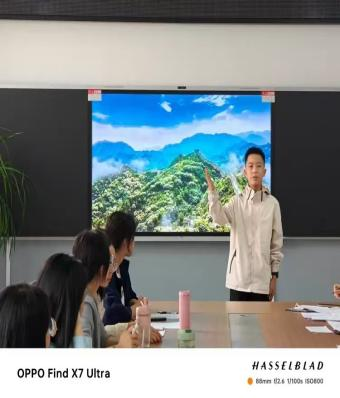 OPPO Find X7 Ultra
HASSELBLAD
88mm f/2.6 1/100s ISO800